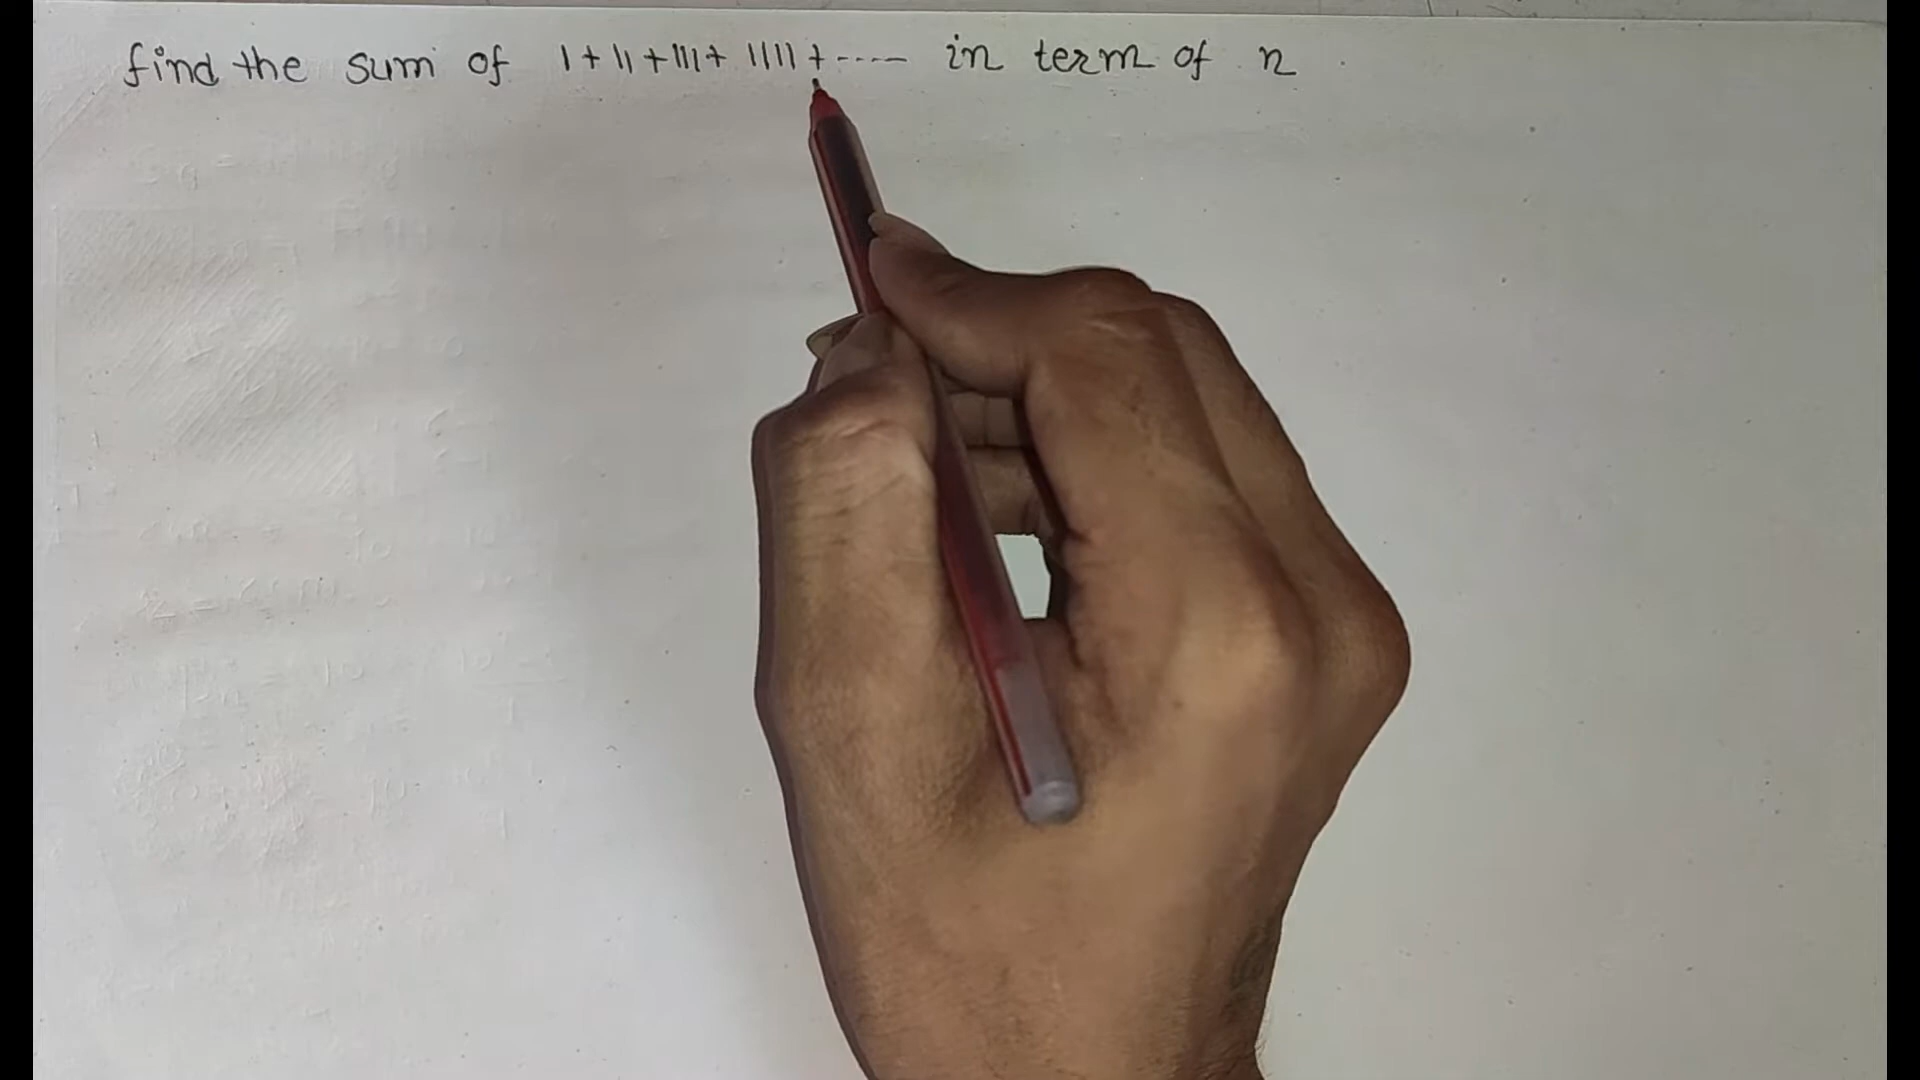 find the sum of 1+11+111+ 1111+---- in term of n